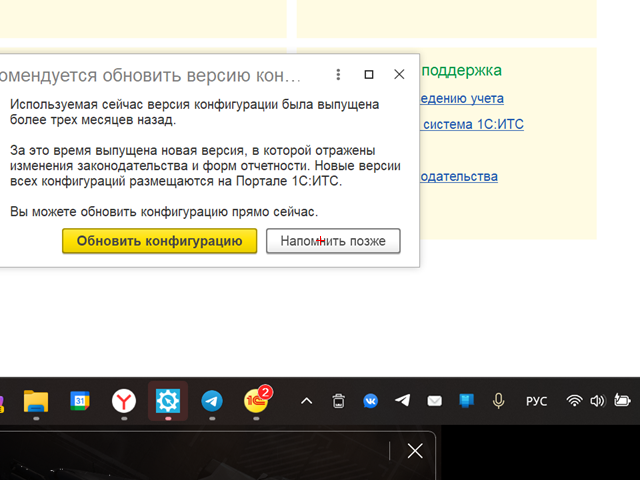 омендуется обновить версию кон...
Используемая сейчас версия конфигурации была выпущена
более трех месяцев назад.
За это время выпущена новая версия, в которой отражены
изменения законодательства и форм отчетности. Новые версии
всех конфигураций размещаются на Портале 1С:ИТС.
Вы можете обновить конфигурацию прямо сейчас.
Обновить конфигурацию
Напомнить позже
поддержка
едению учета
система 1С:ИТС
одательства
31
2
РУС